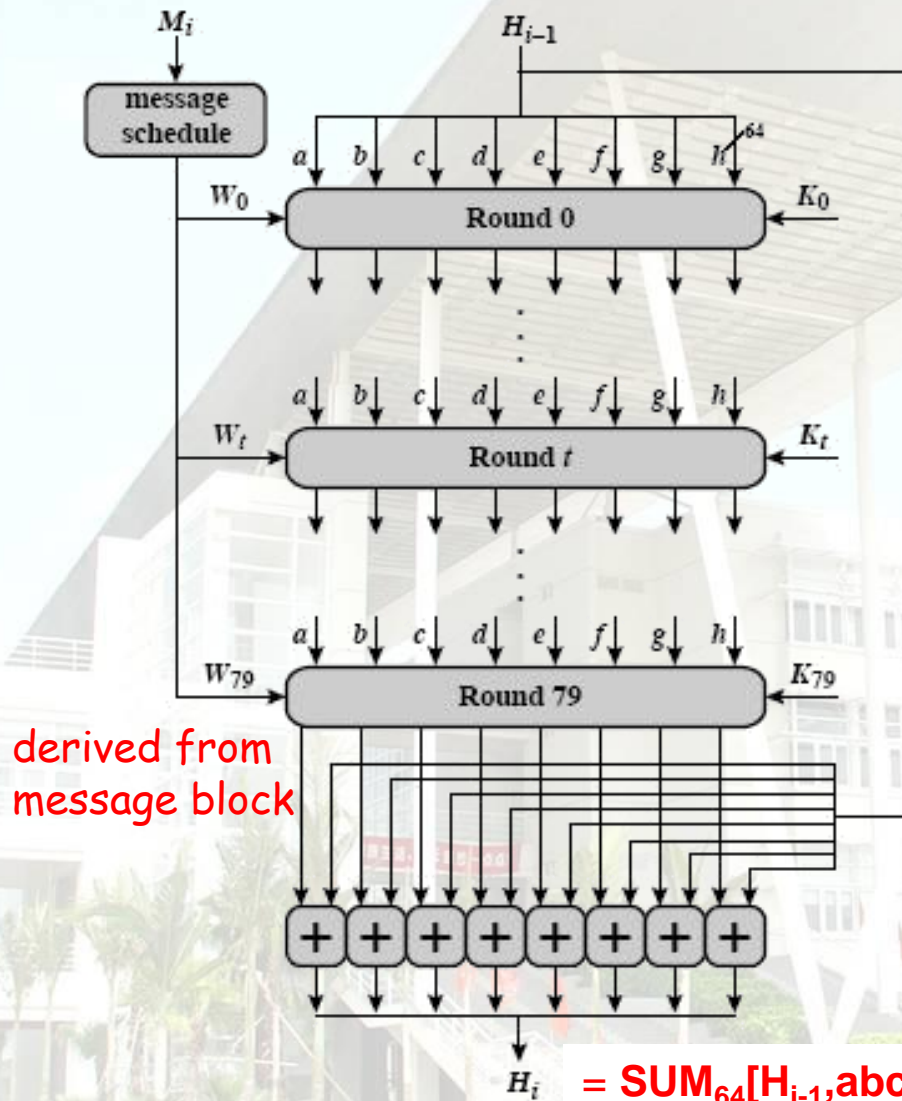 Mᵢ
Hᵢ₋₁
message
schedule
64
a b c d e f g h
W₀ Round 0 K₀
.
.
.
a b c d e f g h
Wₜ Round t Kₜ
.
.
.
a b c d e f g h
W₇₉ Round 79 K₇₉
derived from
message block
+ + + + + + + +
Hᵢ = SUM₆₄[Hᵢ₋₁,abc